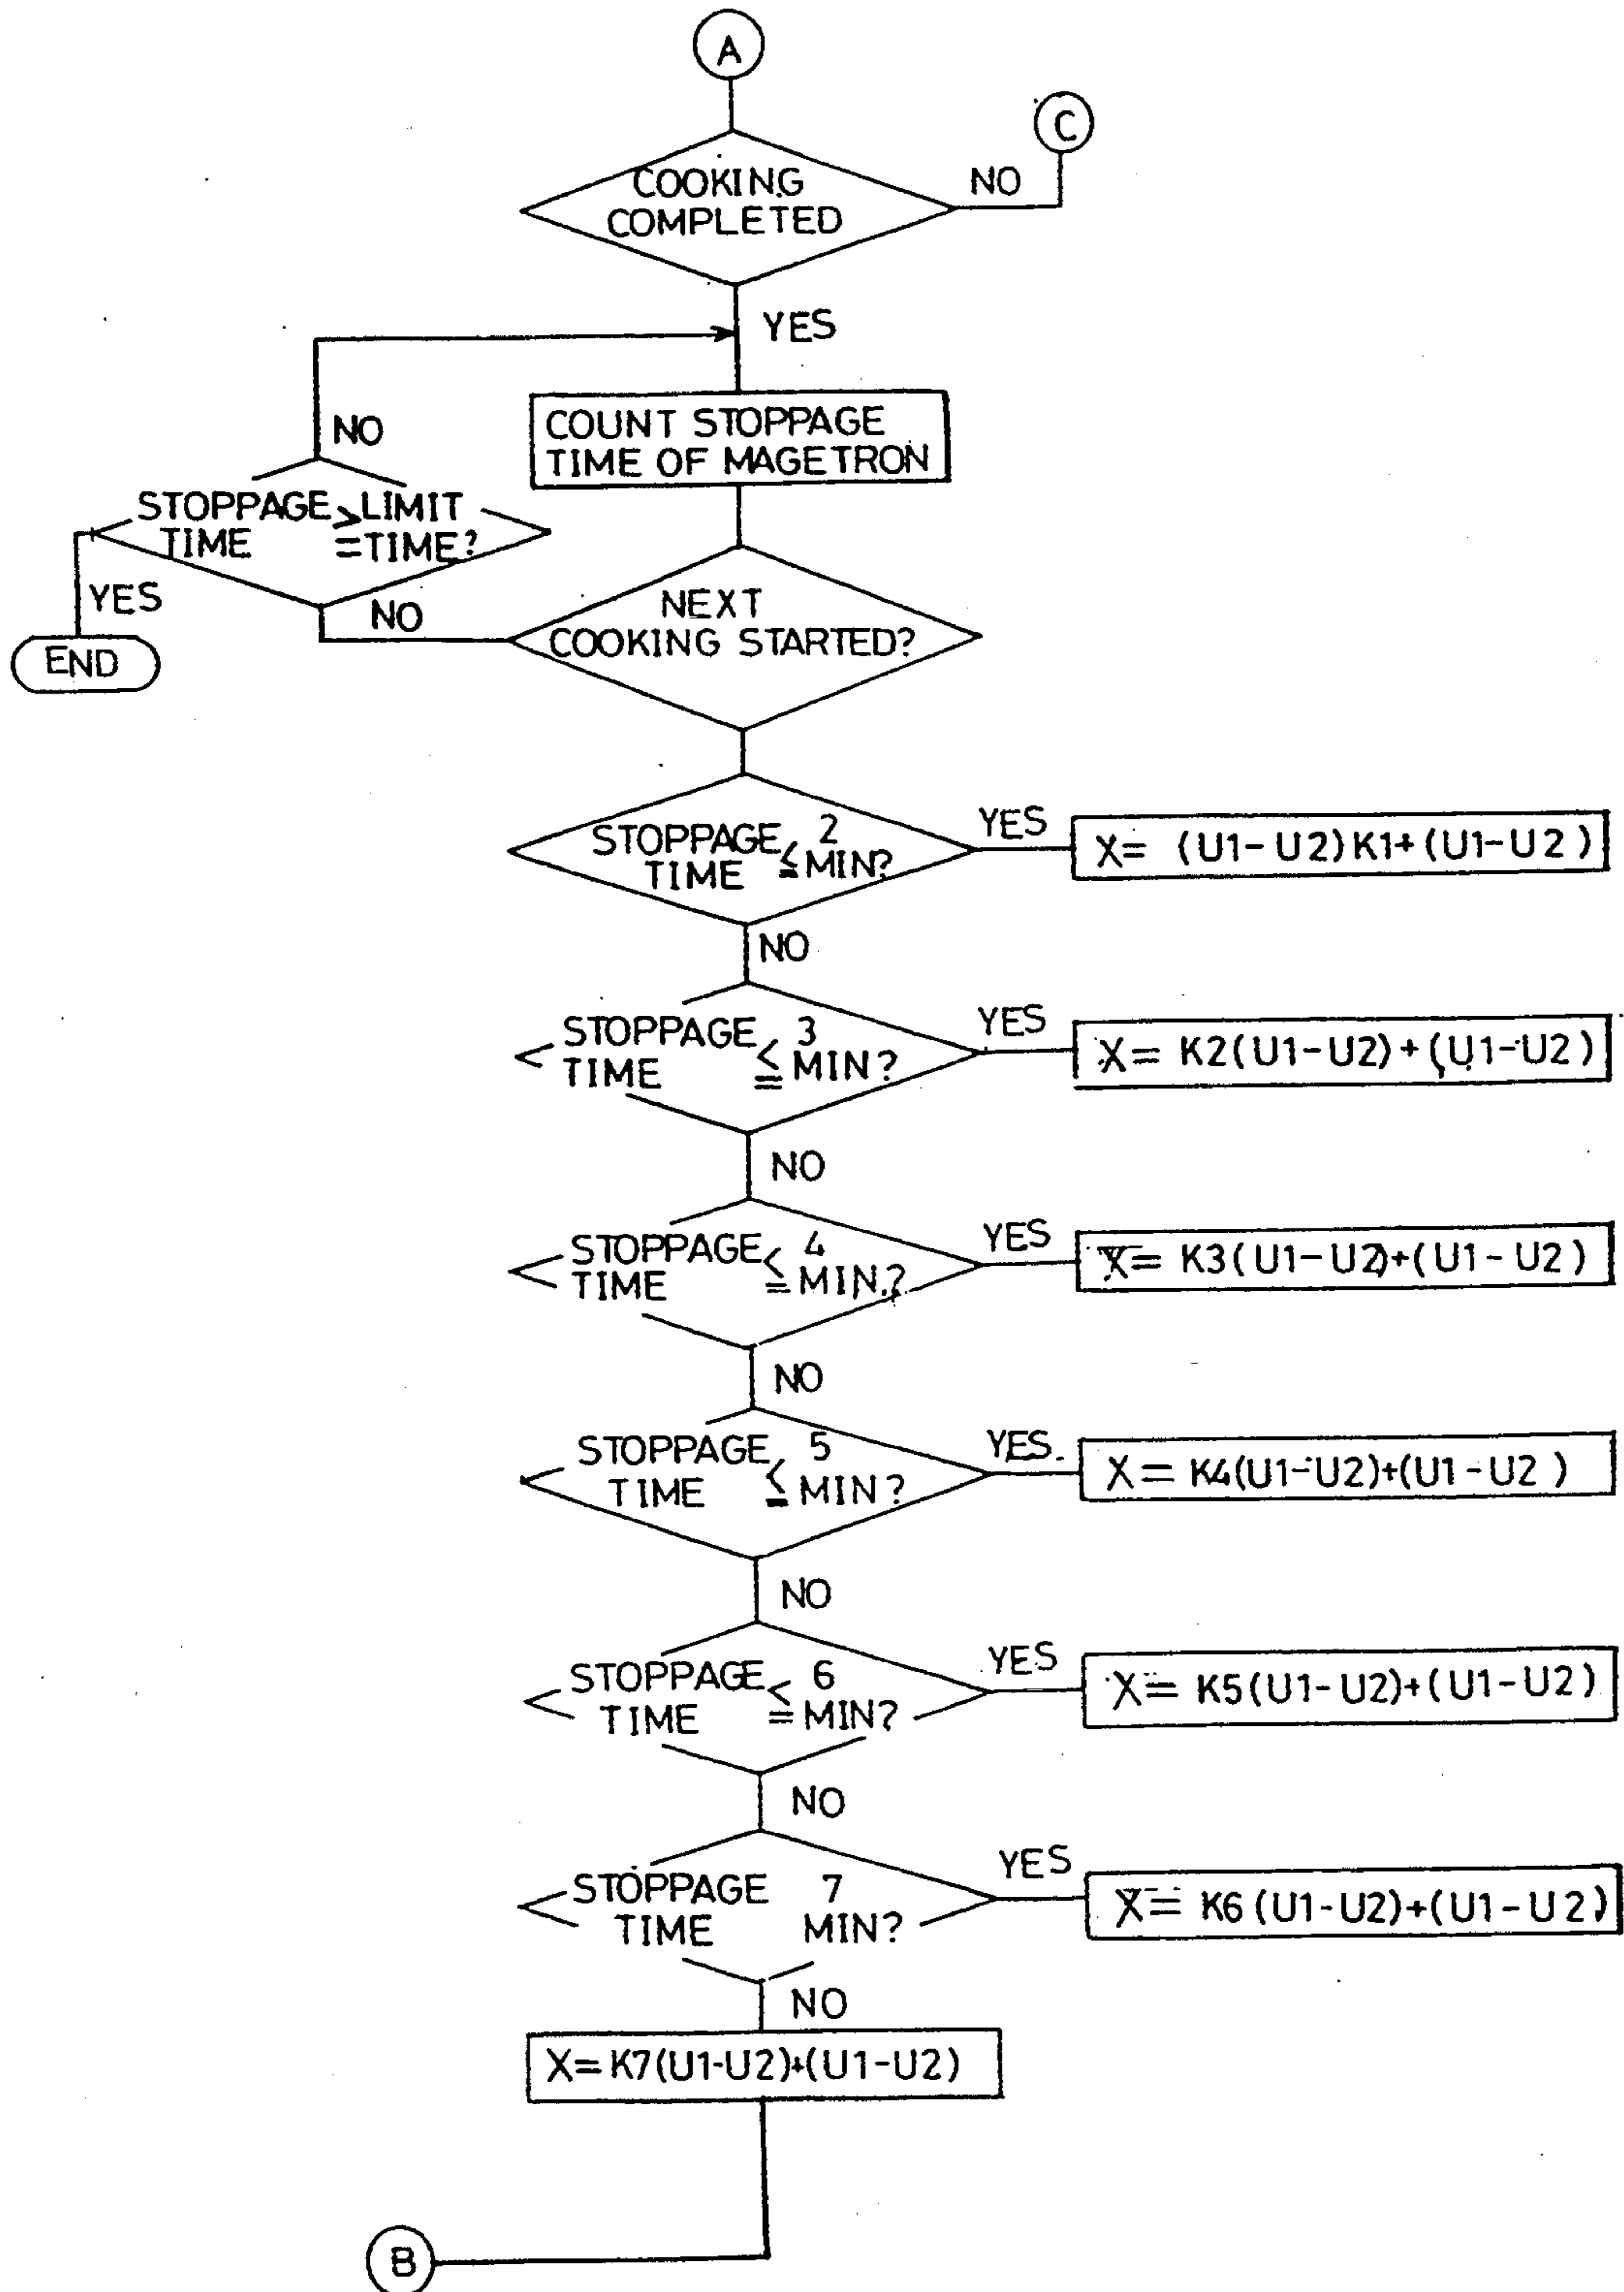 A
C
COOKING
COMPLETED
NO
YES
COUNT STOPPAGE
TIME OF MAGETRON
NO
STOPPAGE ≧ LIMIT
TIME TIME?
YES
END
NO
NEXT
COOKING STARTED?
STOPPAGE ≦ 2
TIME MIN?
YES
X= (U1-U2)K1+(U1-U2)
NO
STOPPAGE ≦ 3
TIME MIN?
YES
X= K2(U1-U2)+(U1-U2)
NO
STOPPAGE ≦ 4
TIME MIN.?
YES
X= K3(U1-U2)+(U1-U2)
NO
STOPPAGE ≦ 5
TIME MIN?
YES
X= K4(U1-U2)+(U1-U2)
NO
STOPPAGE ≦ 6
TIME MIN?
YES
X= K5(U1-U2)+(U1-U2)
NO
STOPPAGE 7
TIME MIN?
YES
X= K6(U1-U2)+(U1-U2)
NO
X=K7(U1-U2)+(U1-U2)
B